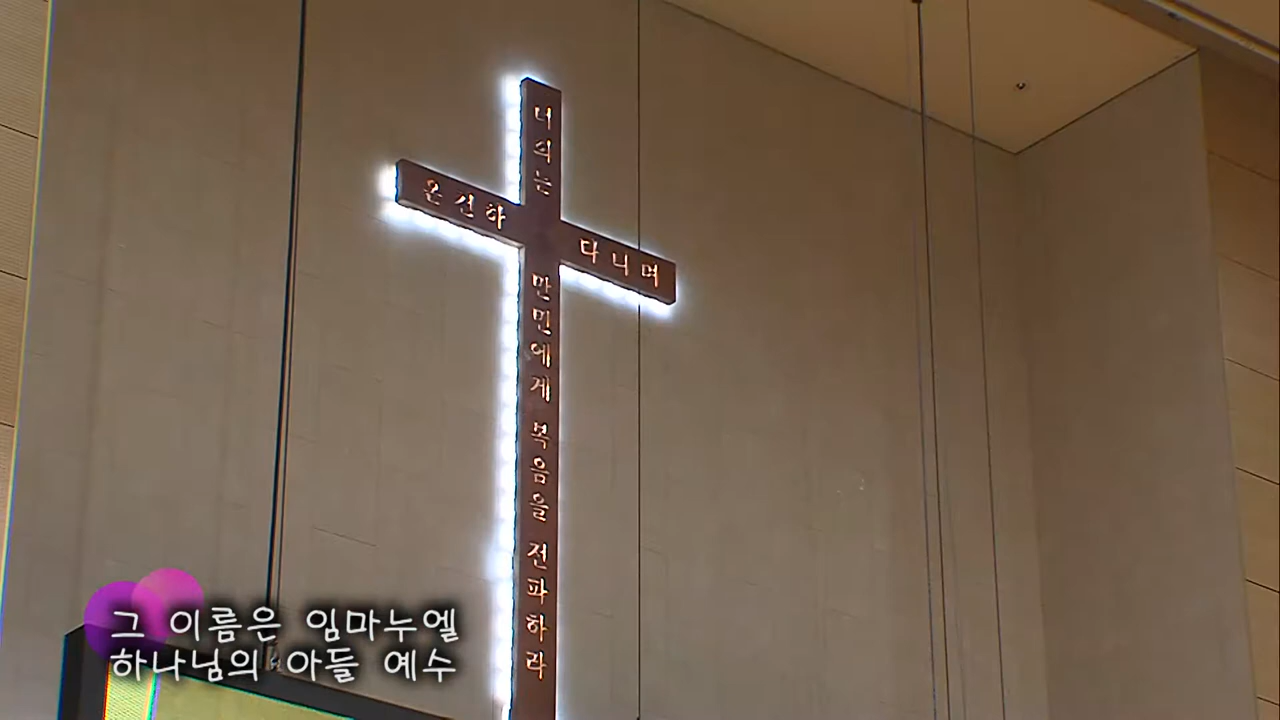 너희는
온천하
다니며
만민에게 복음을 전파하라
그 이름은 임마누엘
하나님의 아들 예수